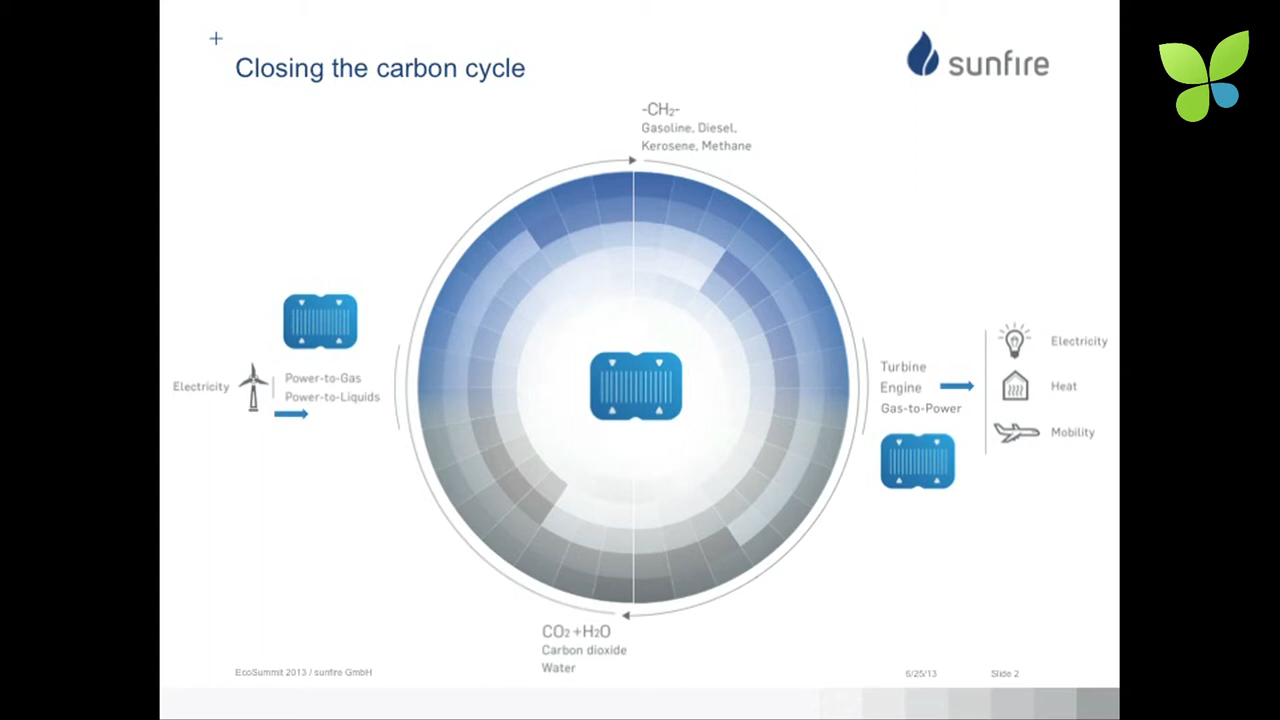 +
Closing the carbon cycle
sunfire
-CH2-
Gasoline, Diesel,
Kerosene, Methane
Electricity
Power-to-Gas
Power-to-Liquids
Turbine
Engine
Gas-to-Power
Electricity
Heat
Mobility
CO2 +H2O
Carbon dioxide
Water
EcoSummit 2013 / sunfire GmbH
6/25/13
Slide 2